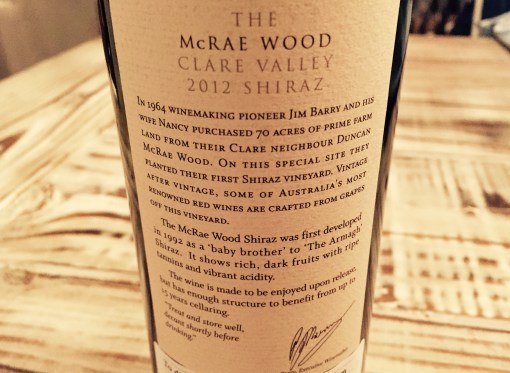 THE
McRAE WOOD
CLARE VALLEY
2012 SHIRAZ
IN 1964 WINEMAKING PIONEER JIM BARRY AND HIS
WIFE NANCY PURCHASED 70 ACRES OF PRIME FARM
LAND FROM THEIR CLARE NEIGHBOUR DUNCAN
McRAE WOOD. ON THIS SPECIAL SITE THEY
PLANTED THEIR FIRST SHIRAZ VINEYARD. VINTAGE
AFTER VINTAGE, SOME OF AUSTRALIA'S MOST
RENOWNED RED WINES ARE CRAFTED FROM GRAPES
OFF THIS VINEYARD.
The McRae Wood Shiraz was first developed
in 1992 as a 'baby brother' to 'The Armagh'
Shiraz. It shows rich, dark fruits with ripe
tannins and vibrant acidity.
The wine is made to be enjoyed upon release,
but has enough structure to benefit from up to
15 years cellaring.
"Treat and store well,
decant shortly before
drinking."
Executive Winemaker